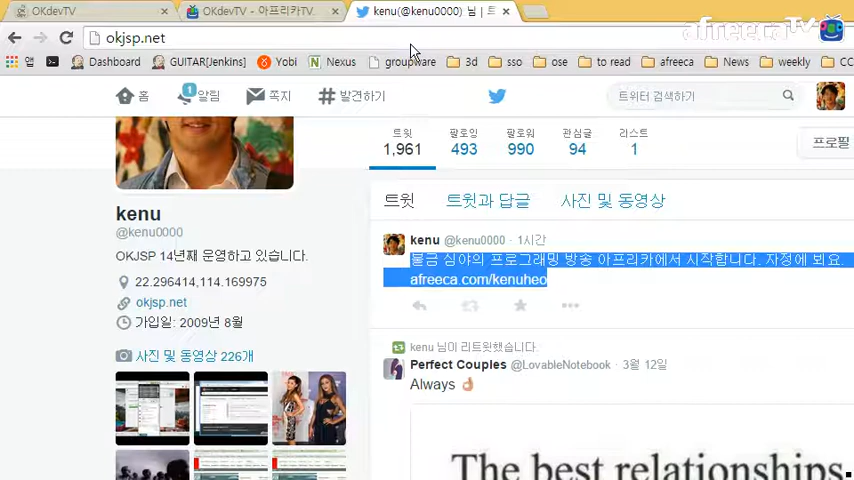 OKdevTV
OKdevTV - 아프리카TV.
kenu(@kenu0000) 님 | 트
afreecaTV
okjsp.net
앱
Dashboard
GUITAR[Jenkins]
Yobi
Nexus
groupware
3d
sso
ose
to read
afreeca
News
weekly
CC
홈
1
알림
쪽지
발견하기
트위터 검색하기
트윗
1,961
팔로잉
493
팔로워
990
관심글
94
리스트
1
프로필
kenu
@kenu0000
OKJSP 14년째 운영하고 있습니다.
22.296414,114.169975
okjsp.net
가입일: 2009년 8월
사진 및 동영상 226개
트윗
트윗과 답글
사진 및 동영상
kenu @kenu0000 · 1시간
불금 심야의 프로그래밍 방송 아프리카에서 시작합니다. 자정에 뵈요.
afreeca.com/kenuheo
kenu 님이 리트윗했습니다.
Perfect Couples @LovableNotebook · 3월 12일
Always 👌
The best relationships